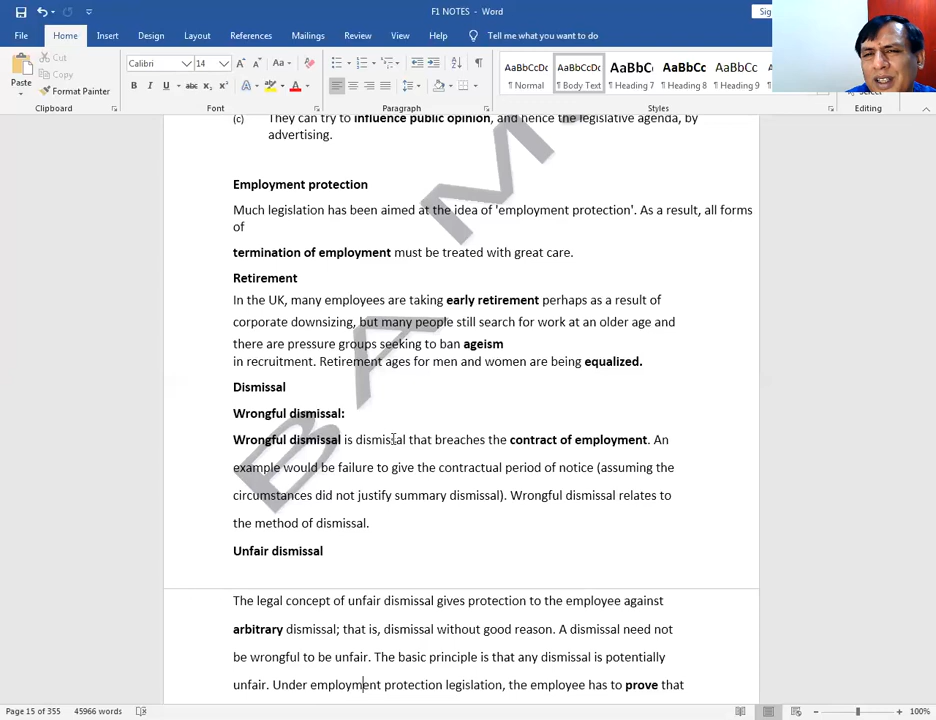 F1 NOTES - Word
Sig
File Home Insert Design Layout References Mailings Review View Help Tell me what you want to do
Paste
Cut
Copy
Format Painter
Clipboard
Calibri 14
B I U
Font
Paragraph
AaBbCcDc AaBbCcDc AaBbC AaBbCc AaBbCc
¶ Normal ¶ Body Text ¶ Heading 7 ¶ Heading 8 ¶ Heading 9
Styles
Editing
(c) They can try to influence public opinion, and hence the legislative agenda, by
advertising.
Employment protection
Much legislation has been aimed at the idea of 'employment protection'. As a result, all forms
of
termination of employment must be treated with great care.
Retirement
In the UK, many employees are taking early retirement perhaps as a result of
corporate downsizing, but many people still search for work at an older age and
there are pressure groups seeking to ban ageism
in recruitment. Retirement ages for men and women are being equalized.
Dismissal
Wrongful dismissal:
Wrongful dismissal is dismissal that breaches the contract of employment. An
example would be failure to give the contractual period of notice (assuming the
circumstances did not justify summary dismissal). Wrongful dismissal relates to
the method of dismissal.
Unfair dismissal
The legal concept of unfair dismissal gives protection to the employee against
arbitrary dismissal; that is, dismissal without good reason. A dismissal need not
be wrongful to be unfair. The basic principle is that any dismissal is potentially
unfair. Under employment protection legislation, the employee has to prove that
B A M
Page 15 of 355 45966 words 100%